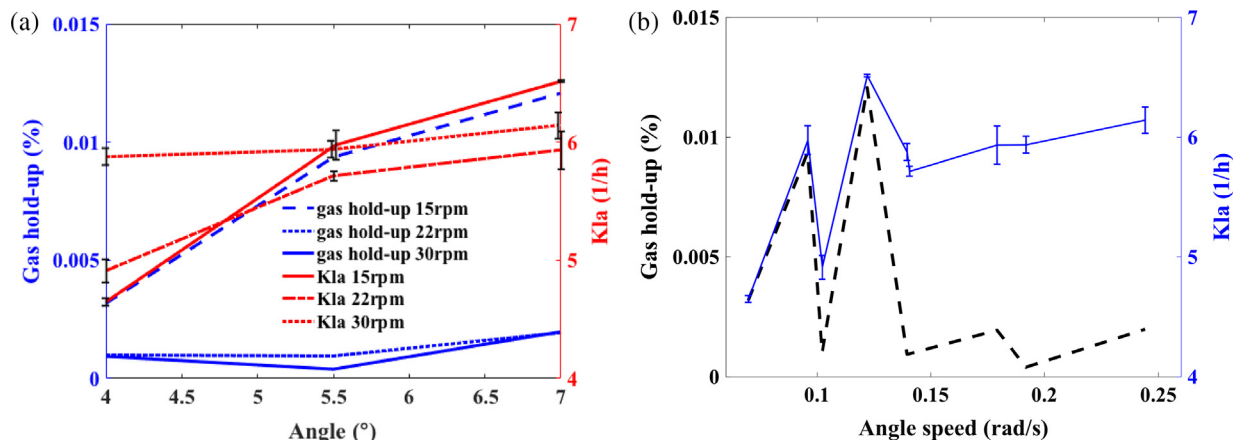 (a)
0.015
0.01
0.005
0
Gas hold-up (%)
7
6
5
4
Kla (1/h)
gas hold-up 15rpm
gas hold-up 22rpm
gas hold-up 30rpm
Kla 15rpm
Kla 22rpm
Kla 30rpm
4 4.5 5 5.5 6 6.5 7
Angle (°)
(b)
0.015
0.01
0.005
0
Gas hold-up (%)
7
6
5
4
Kla (1/h)
0.1 0.15 0.2 0.25
Angle speed (rad/s)